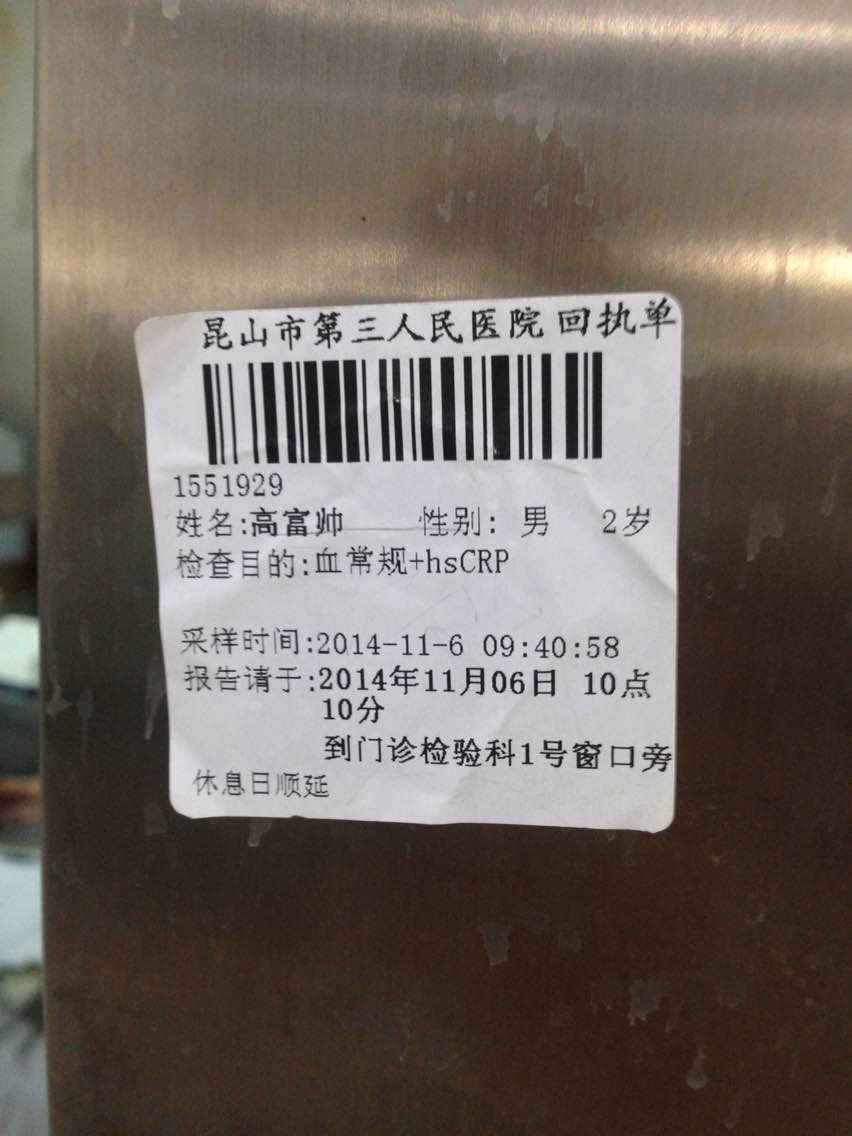 昆山市第三人民医院 回执单
1551929
姓名:高富帅 性别: 男 2岁
检查目的:血常规+hsCRP
采样时间:2014-11-6 09:40:58
报告请于:2014年11月06日 10点
10分
到门诊检验科1号窗口旁
休息日顺延